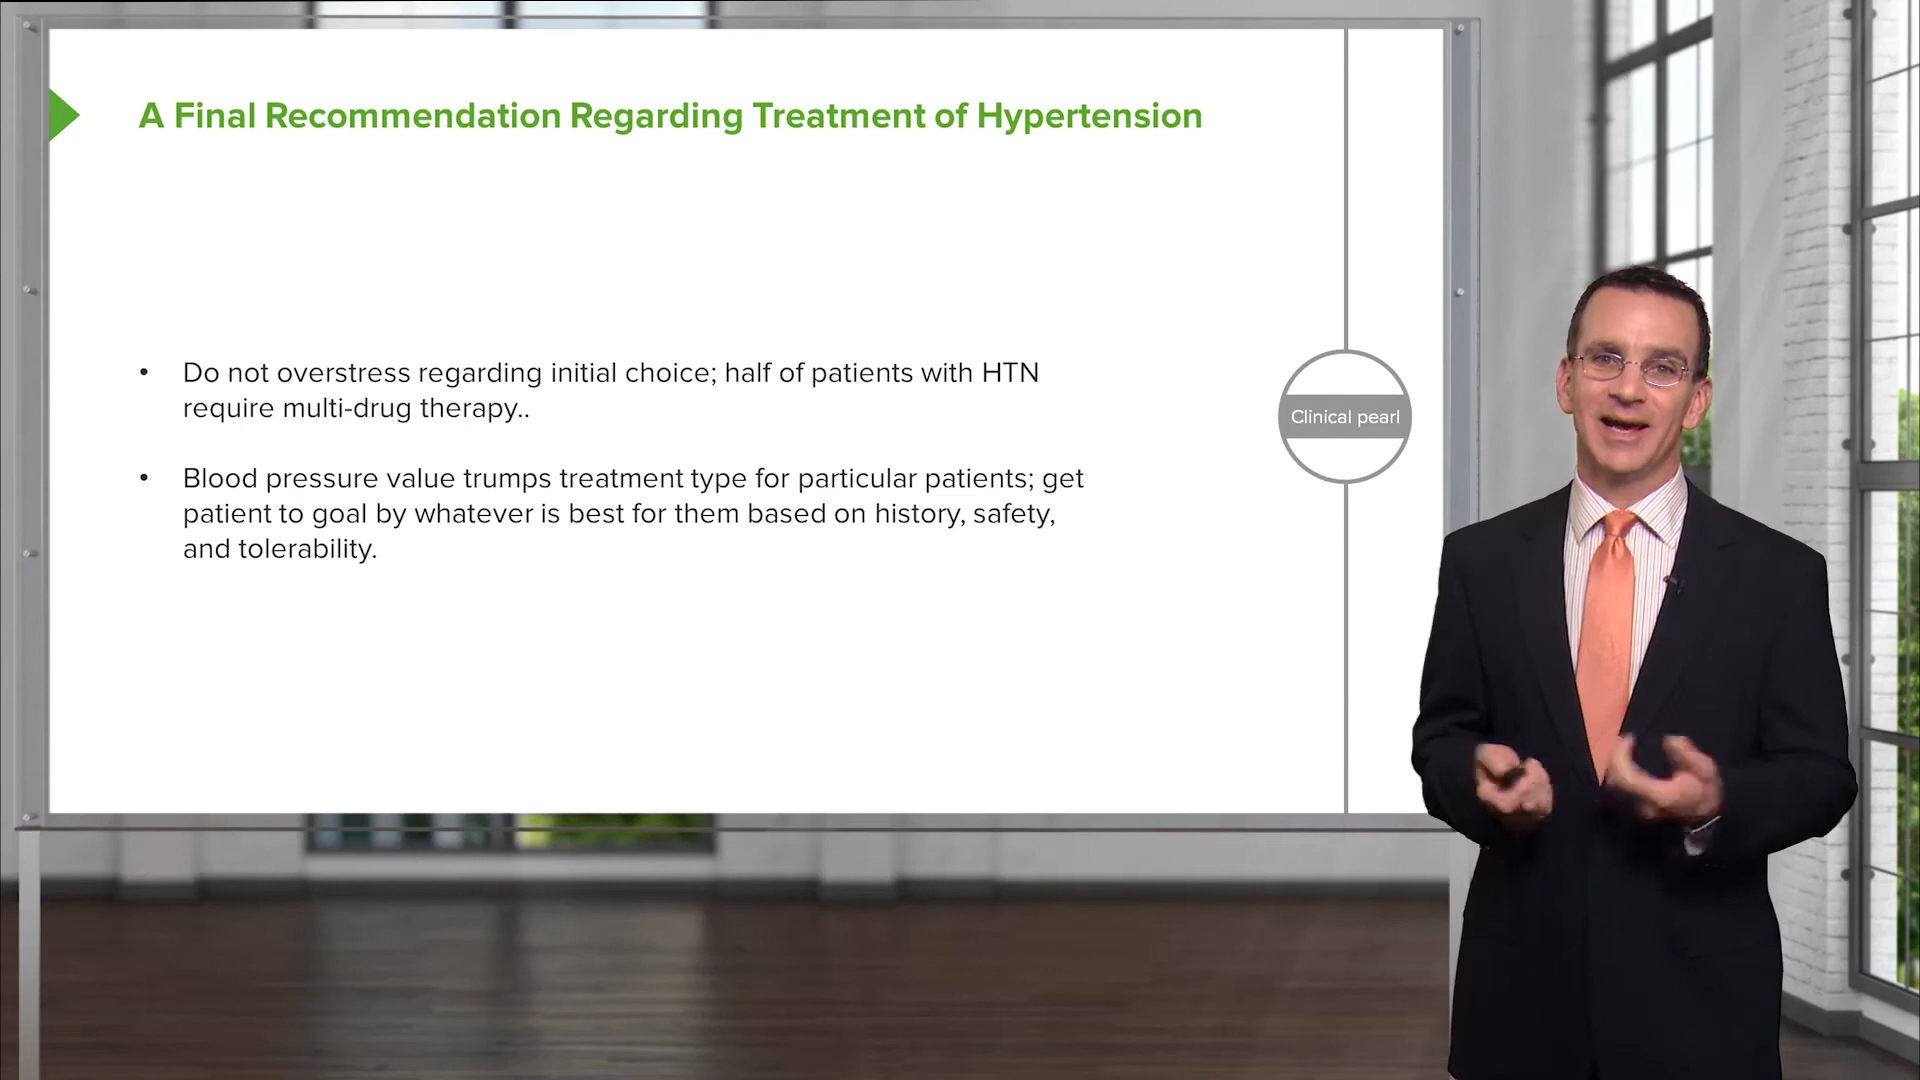 A Final Recommendation Regarding Treatment of Hypertension
• Do not overstress regarding initial choice; half of patients with HTN
require multi-drug therapy..
• Blood pressure value trumps treatment type for particular patients; get
patient to goal by whatever is best for them based on history, safety,
and tolerability.
Clinical pearl